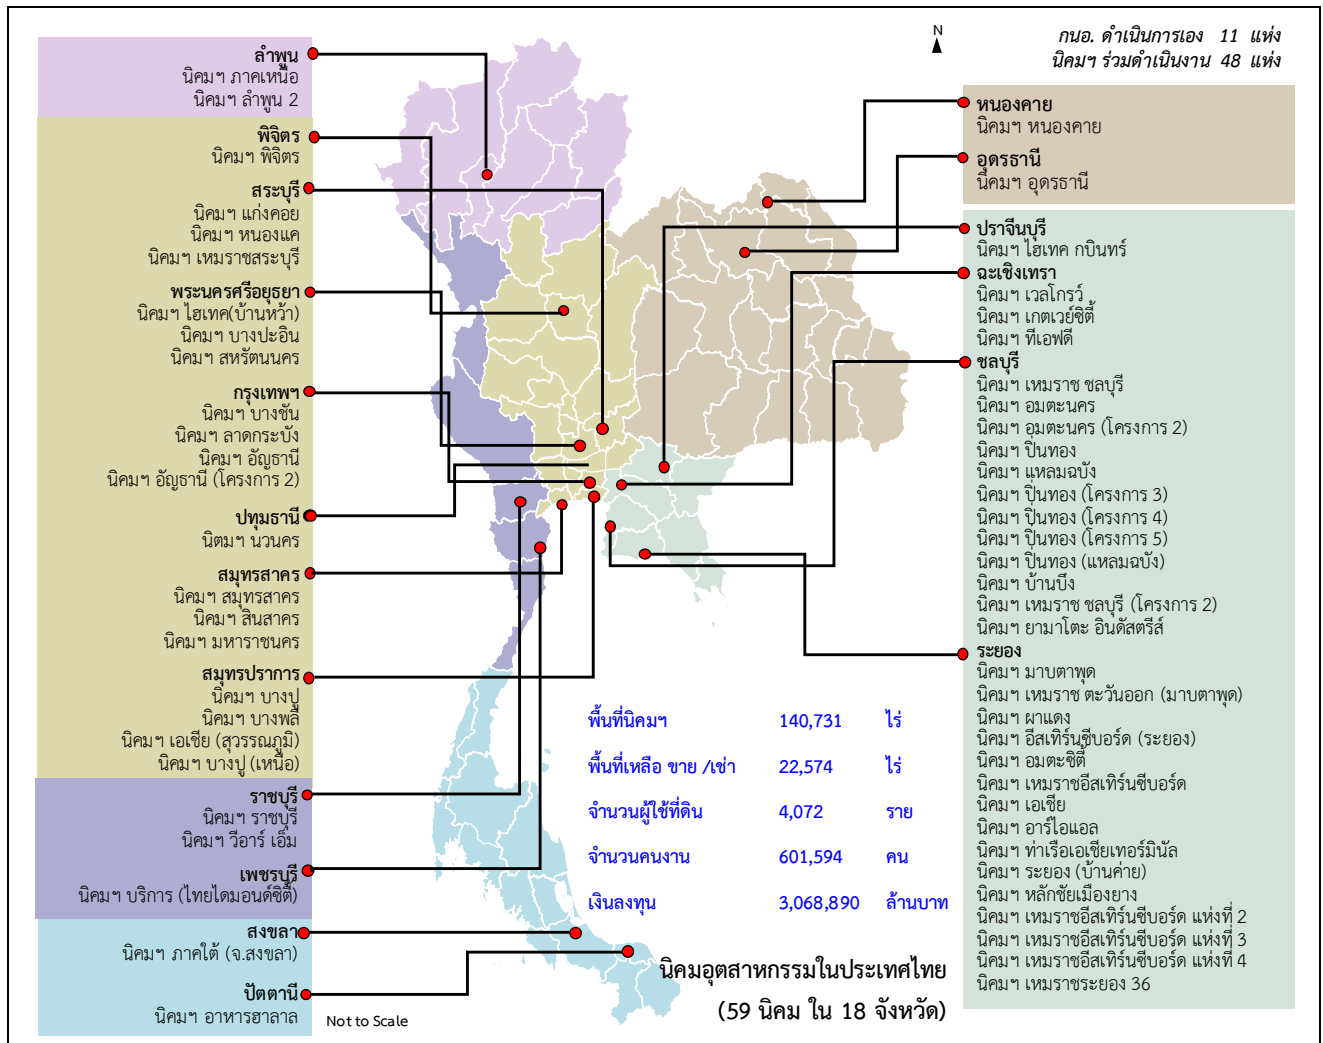 N
กนอ. ดำเนินการเอง 11 แห่ง
นิคมฯ ร่วมดำเนินงาน 48 แห่ง
ลำพูน
นิคมฯ ภาคเหนือ
นิคมฯ ลำพูน 2
พิจิตร
นิคมฯ พิจิตร
สระบุรี
นิคมฯ แก่งคอย
นิคมฯ หนองแค
นิคมฯ เหมราชสระบุรี
พระนครศรีอยุธยา
นิคมฯ ไฮเทค(บ้านหว้า)
นิคมฯ บางปะอิน
นิคมฯ สหรัตนนคร
กรุงเทพฯ
นิคมฯ บางชัน
นิคมฯ ลาดกระบัง
นิคมฯ อัญธานี
นิคมฯ อัญธานี (โครงการ 2)
ปทุมธานี
นิตมฯ นวนคร
สมุทรสาคร
นิคมฯ สมุทรสาคร
นิคมฯ สินสาคร
นิคมฯ มหาราชนคร
สมุทรปราการ
นิคมฯ บางปู
นิคมฯ บางพลี
นิคมฯ เอเชีย (สุวรรณภูมิ)
นิคมฯ บางปู (เหนือ)
ราชบุรี
นิคมฯ ราชบุรี
นิคมฯ วีอาร์ เอ็ม
เพชรบุรี
นิคมฯ บริการ (ไทยไดมอนด์ซิตี้)
สงขลา
นิคมฯ ภาคใต้ (จ.สงขลา)
ปัตตานี
นิคมฯ อาหารฮาลาล
Not to Scale
หนองคาย
นิคมฯ หนองคาย
อุดรธานี
นิคมฯ อุดรธานี
ปราจีนบุรี
นิคมฯ ไฮเทค กบินทร์
ฉะเชิงเทรา
นิคมฯ เวลโกรว์
นิคมฯ เกตเวย์ซิตี้
นิคมฯ ทีเอฟดี
ชลบุรี
นิคมฯ เหมราช ชลบุรี
นิคมฯ อมตะนคร
นิคมฯ อมตะนคร (โครงการ 2)
นิคมฯ ปิ่นทอง
นิคมฯ แหลมฉบัง
นิคมฯ ปิ่นทอง (โครงการ 3)
นิคมฯ ปิ่นทอง (โครงการ 4)
นิคมฯ ปิ่นทอง (โครงการ 5)
นิคมฯ ปิ่นทอง (แหลมฉบัง)
นิคมฯ บ้านบึง
นิคมฯ เหมราช ชลบุรี (โครงการ 2)
นิคมฯ ยามาโตะ อินดัสตรีส์
ระยอง
นิคมฯ มาบตาพุด
นิคมฯ เหมราช ตะวันออก (มาบตาพุด)
นิคมฯ ผาแดง
นิคมฯ อีสเทิร์นซีบอร์ด (ระยอง)
นิคมฯ อมตะซิตี้
นิคมฯ เหมราชอีสเทิร์นซีบอร์ด
นิคมฯ เอเชีย
นิคมฯ อาร์ไอแอล
นิคมฯ ท่าเรือเอเชียเทอร์มินัล
นิคมฯ ระยอง (บ้านค่าย)
นิคมฯ หลักชัยเมืองยาง
นิคมฯ เหมราชอีสเทิร์นซีบอร์ด แห่งที่ 2
นิคมฯ เหมราชอีสเทิร์นซีบอร์ด แห่งที่ 3
นิคมฯ เหมราชอีสเทิร์นซีบอร์ด แห่งที่ 4
นิคมฯ เหมราชระยอง 36
พื้นที่นิคมฯ 140,731 ไร่
พื้นที่เหลือ ขาย /เช่า 22,574 ไร่
จำนวนผู้ใช้ที่ดิน 4,072 ราย
จำนวนคนงาน 601,594 คน
เงินลงทุน 3,068,890 ล้านบาท
นิคมอุตสาหกรรมในประเทศไทย
(59 นิคม ใน 18 จังหวัด)